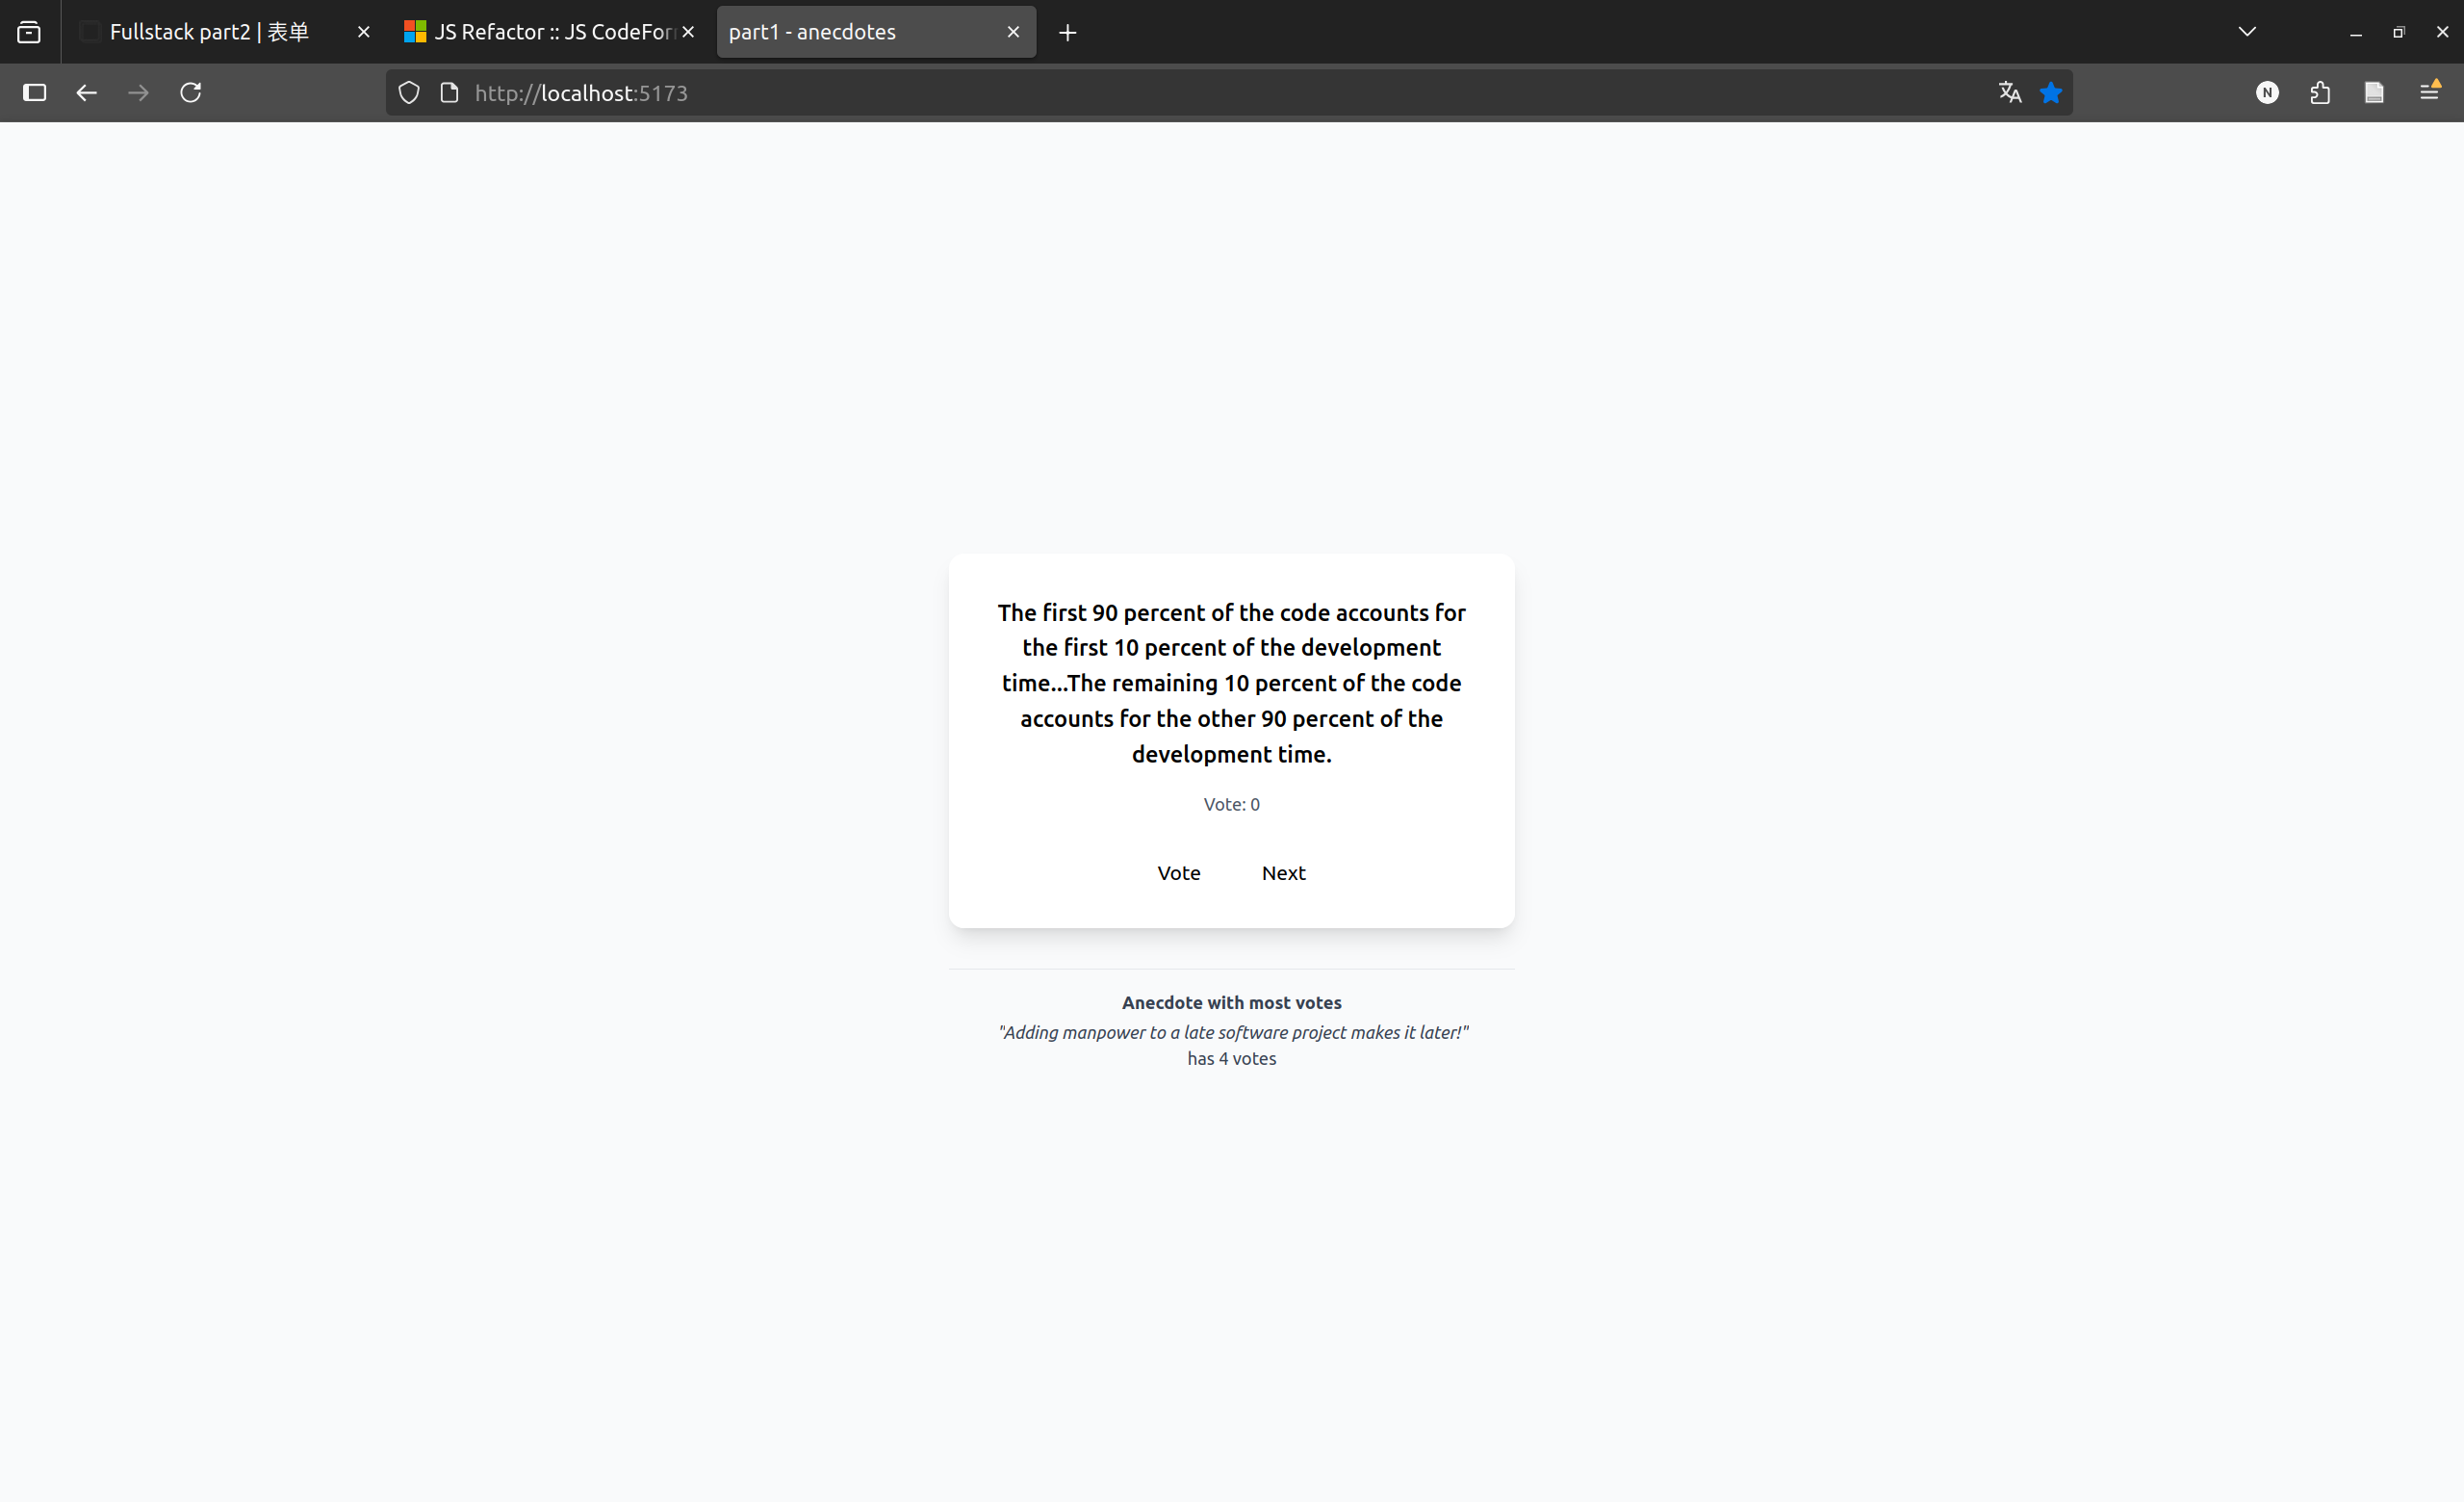 Fullstack part2 | 表单
JS Refactor :: JS CodeFor
part1 - anecdotes
http://localhost:5173
N
The first 90 percent of the code accounts for
the first 10 percent of the development
time...The remaining 10 percent of the code
accounts for the other 90 percent of the
development time.
Vote: 0
Vote
Next
Anecdote with most votes
"Adding manpower to a late software project makes it later!"
has 4 votes